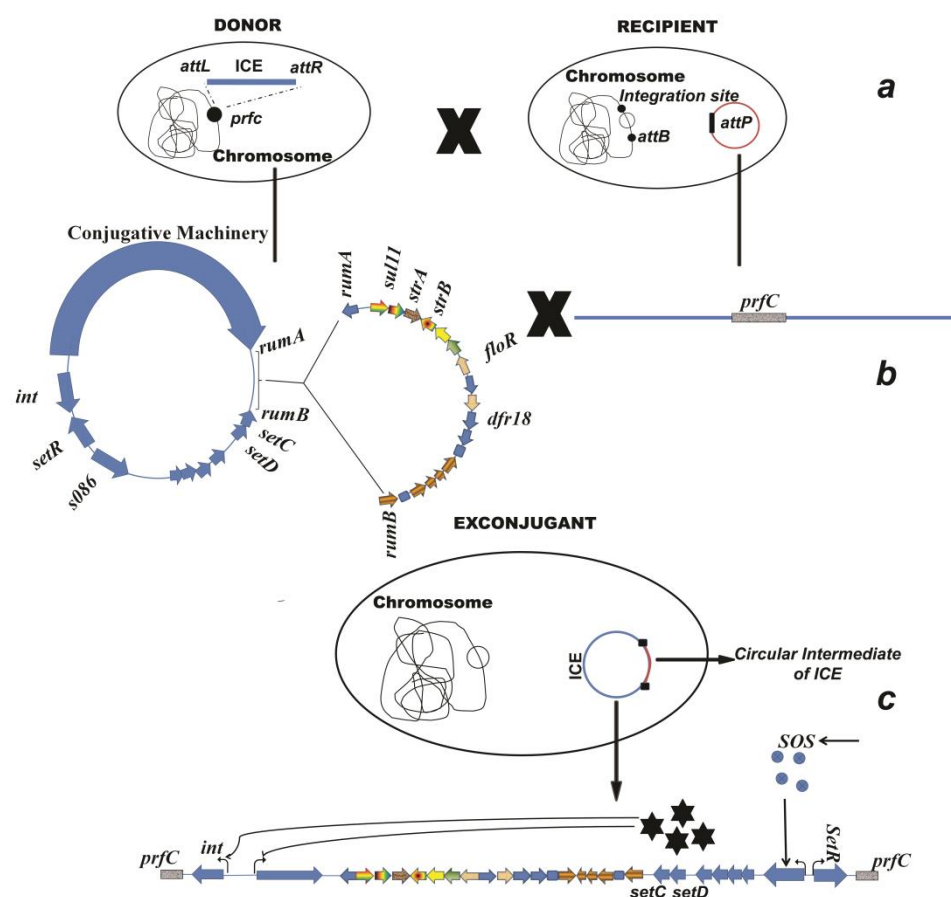 DONOR
RECIPIENT
attL
ICE
attR
prfc
Chromosome
Chromosome
Integration site
attB
attP
a
Conjugative Machinery
rumA
rumB
setC
setD
s086
setR
int
rumA
sul11
strA
strB
floR
dfr18
rumB
prfC
b
EXCONJUGANT
Chromosome
ICE
Circular Intermediate
of ICE
c
SOS
prfC
int
setC
setD
SetR
prfC